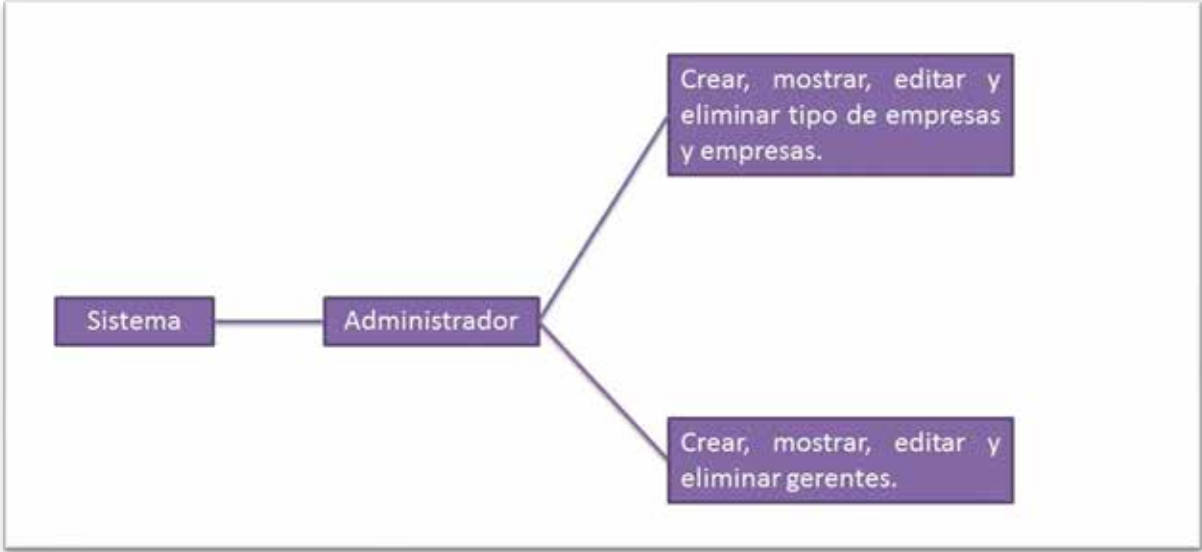 Crear, mostrar, editar y
eliminar tipo de empresas
y empresas.
Sistema
Administrador
Crear, mostrar, editar y
eliminar gerentes.